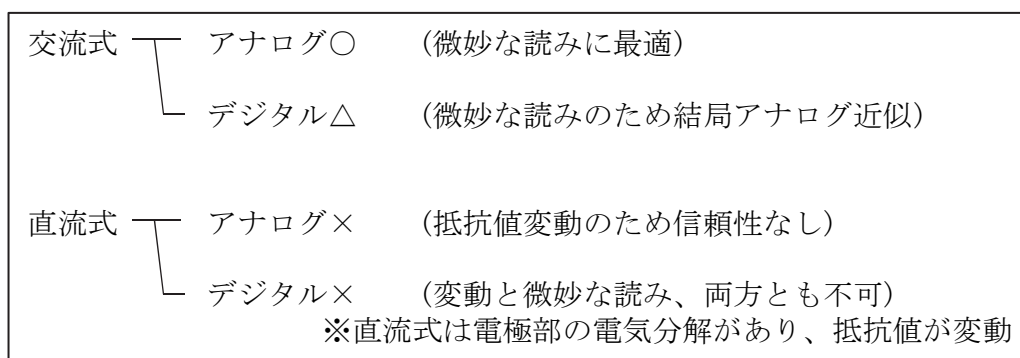 交流式 アナログ○ （微妙な読みに最適）
デジタル△ （微妙な読みのため結局アナログ近似）
直流式 アナログ× （抵抗値変動のため信頼性なし）
デジタル× （変動と微妙な読み、両方とも不可）
※直流式は電極部の電気分解があり、抵抗値が変動